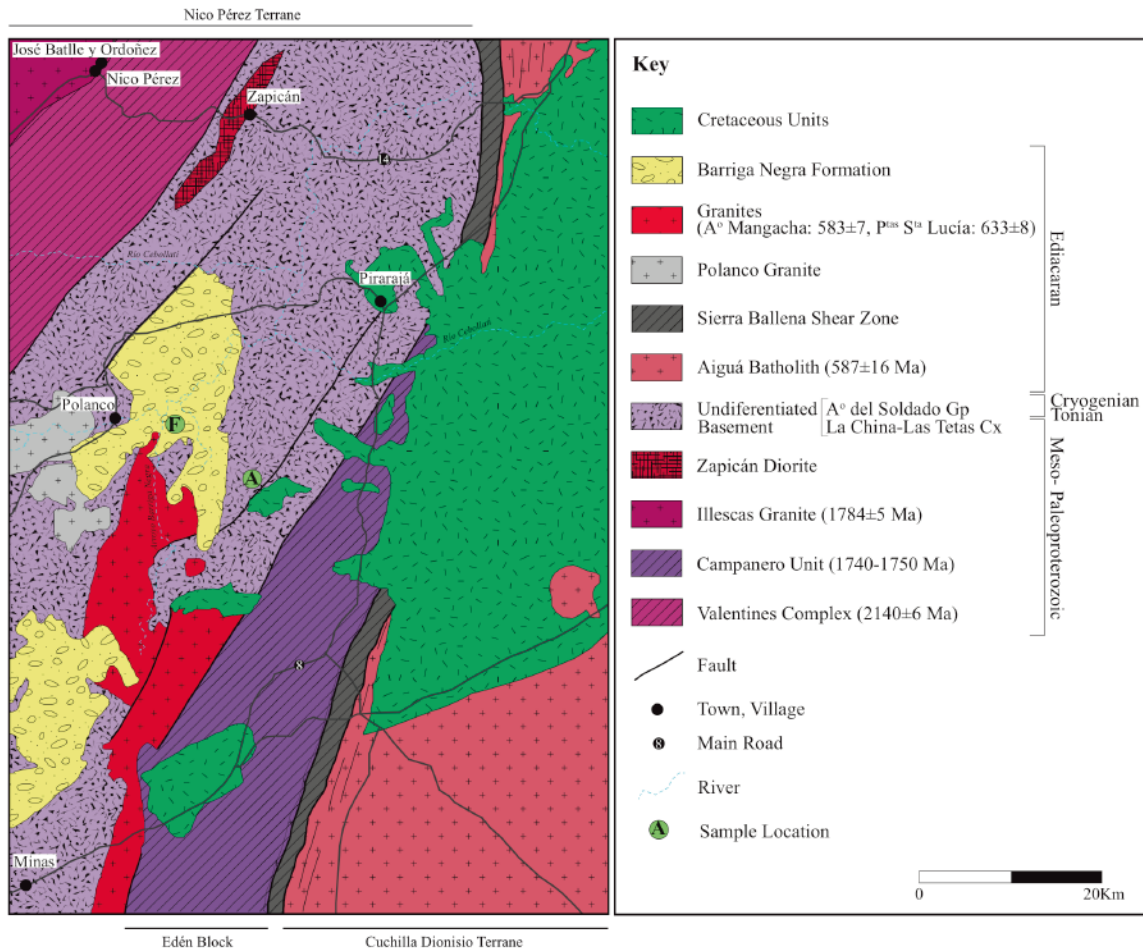 Nico Pérez Terrane
José Batlle y Ordoñez
Nico Pérez
Zapicán
14
Río Cebollatí
Pirarajá
Río Cebollatí
Polanco
F
A
8
Minas
Edén Block
Cuchilla Dionisio Terrane
Key
Cretaceous Units
Barriga Negra Formation
Granites
(Aº Mangacha: 583±7, Ptas Sta Lucía: 633±8)
Polanco Granite
Sierra Ballena Shear Zone
Aiguá Batholith (587±16 Ma)
Undiferentiated Basement
Aº del Soldado Gp
La China-Las Tetas Cx
Zapicán Diorite
Illescas Granite (1784±5 Ma)
Campanero Unit (1740-1750 Ma)
Valentines Complex (2140±6 Ma)
Ediacaran
Cryogenian
Tonian
Meso- Paleoproterozoic
Fault
Town, Village
8 Main Road
River
A Sample Location
0 20Km